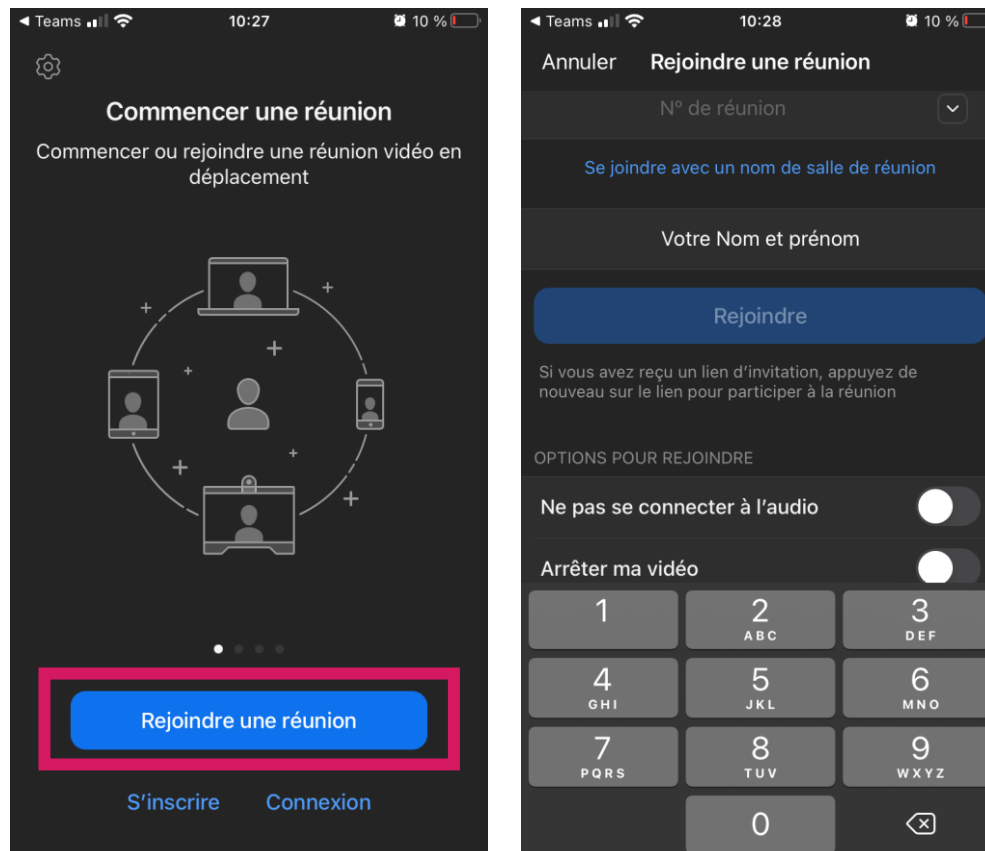 Teams 10:27 10 %
Commencer une réunion
Commencer ou rejoindre une réunion vidéo en
déplacement
Rejoindre une réunion
S'inscrire Connexion
Teams 10:28 10 %
Annuler Rejoindre une réunion
N° de réunion
Se joindre avec un nom de salle de réunion
Votre Nom et prénom
Rejoindre
Si vous avez reçu un lien d'invitation, appuyez de
nouveau sur le lien pour participer à la réunion
OPTIONS POUR REJOINDRE
Ne pas se connecter à l'audio
Arrêter ma vidéo
1 2 3
ABC DEF
4 5 6
GHI JKL MNO
7 8 9
PQRS TUV WXYZ
0